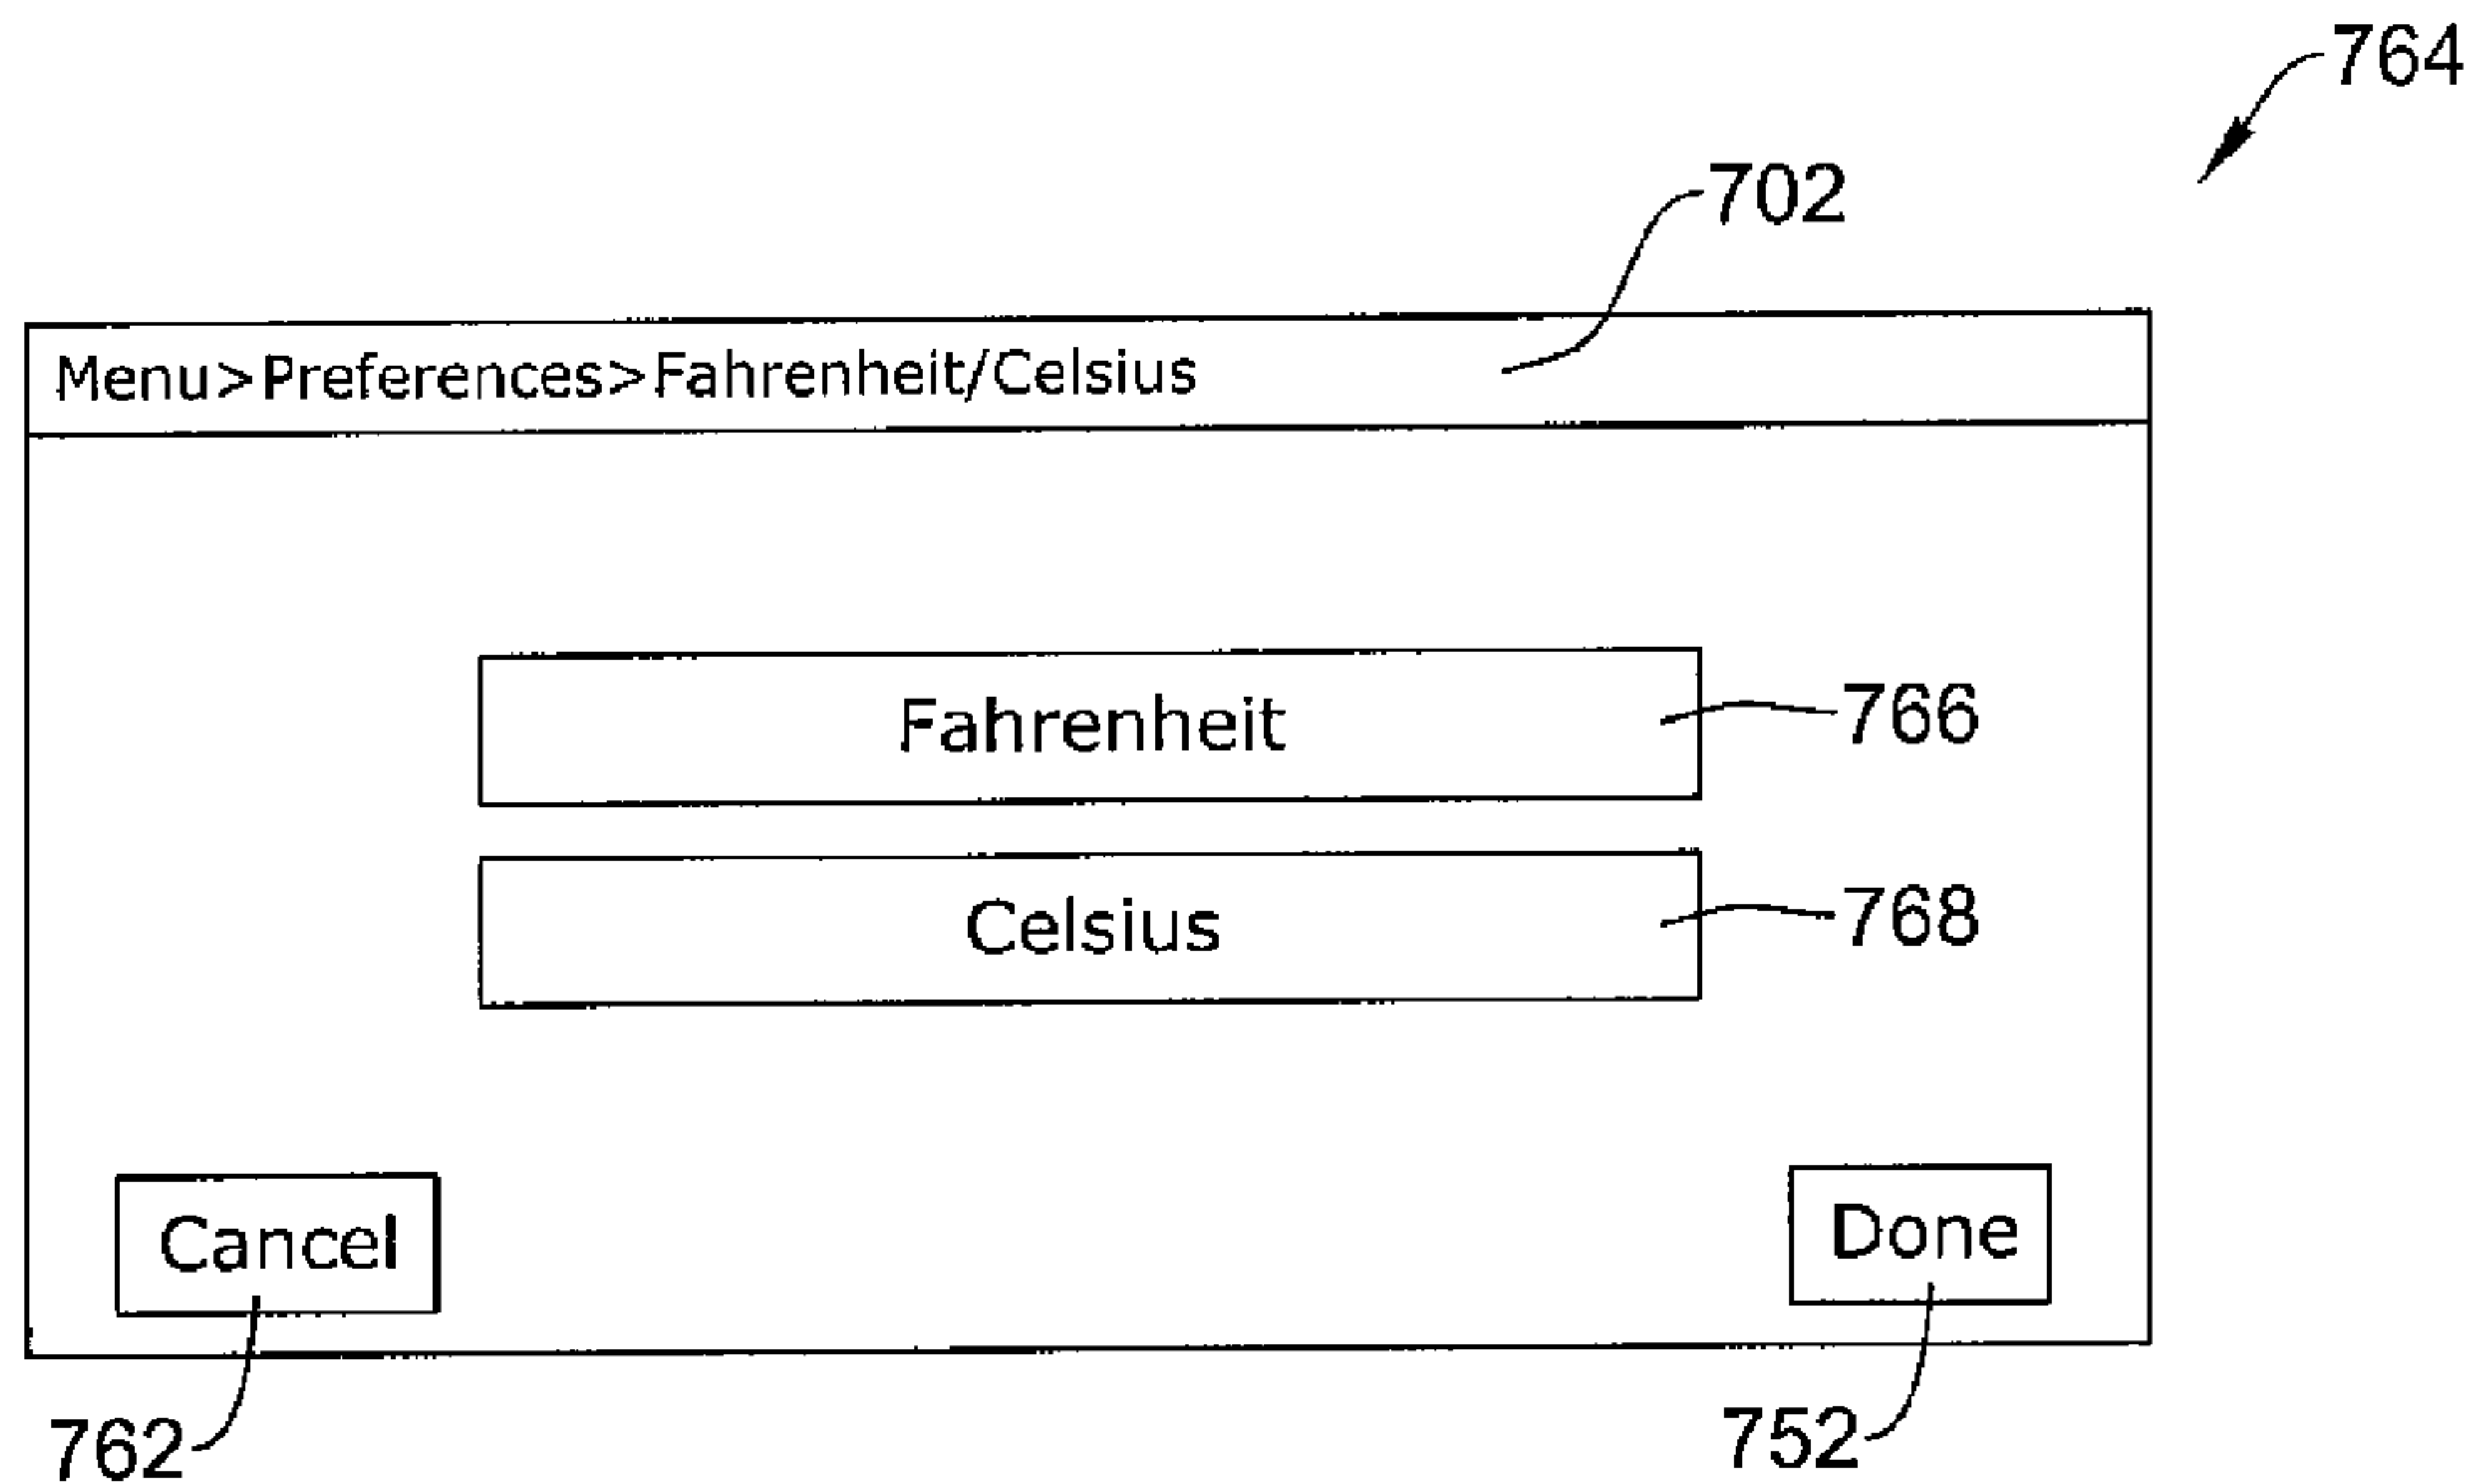 764
702
Menu>Preferences>Fahrenheit/Celsius
Fahrenheit
766
Celsius
768
Cancel
Done
762
752